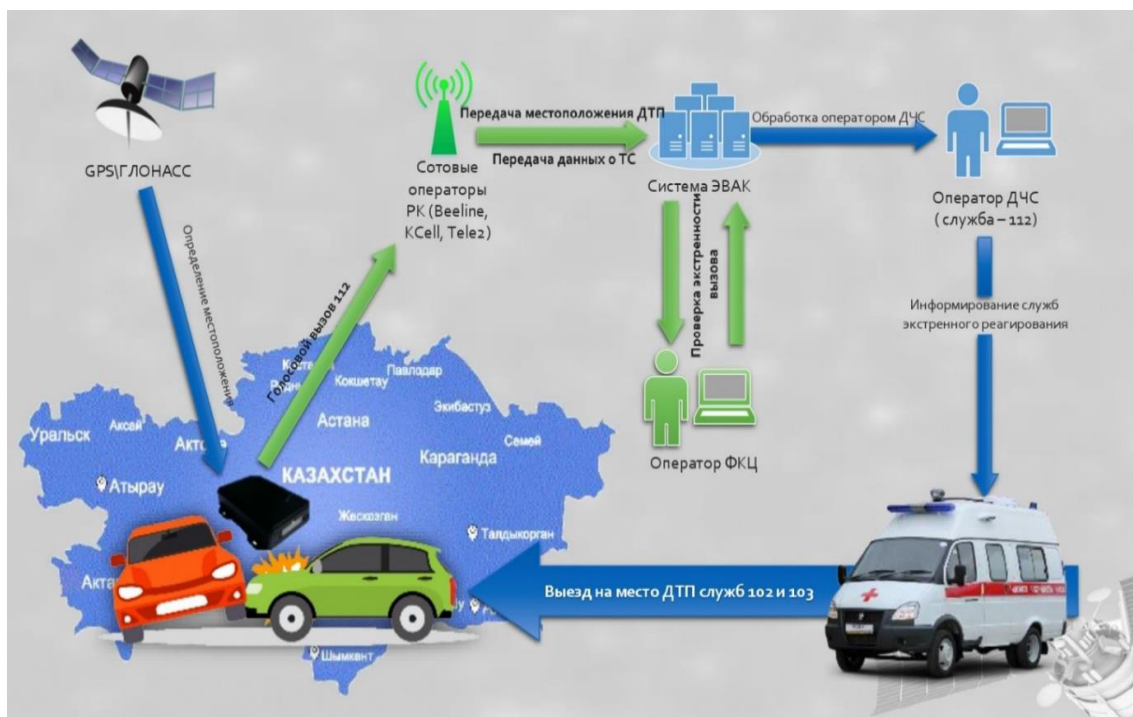 GPS\ГЛОНАСС
Сотовые
операторы
РК (Beeline,
KCell, Tele2)
Передача местоположения ДТП
Передача данных о ТС
Система ЭВАК
Обработка оператором ДЧС
Оператор ДЧС
( служба – 112)
Определение местоположения
Голосовой вызов 112
Проверка экстренности
вызова
Информирование служб
экстренного реагирования
Оператор ФКЦ
Павлодар
Кокшетау
Экибастуз
Астана
Уральск
Аксай
Семей
Караганда
КАЗАХСТАН
Атырау
Жезказган
Талдыкорган
Выезд на место ДТП служб 102 и 103
Шымкент